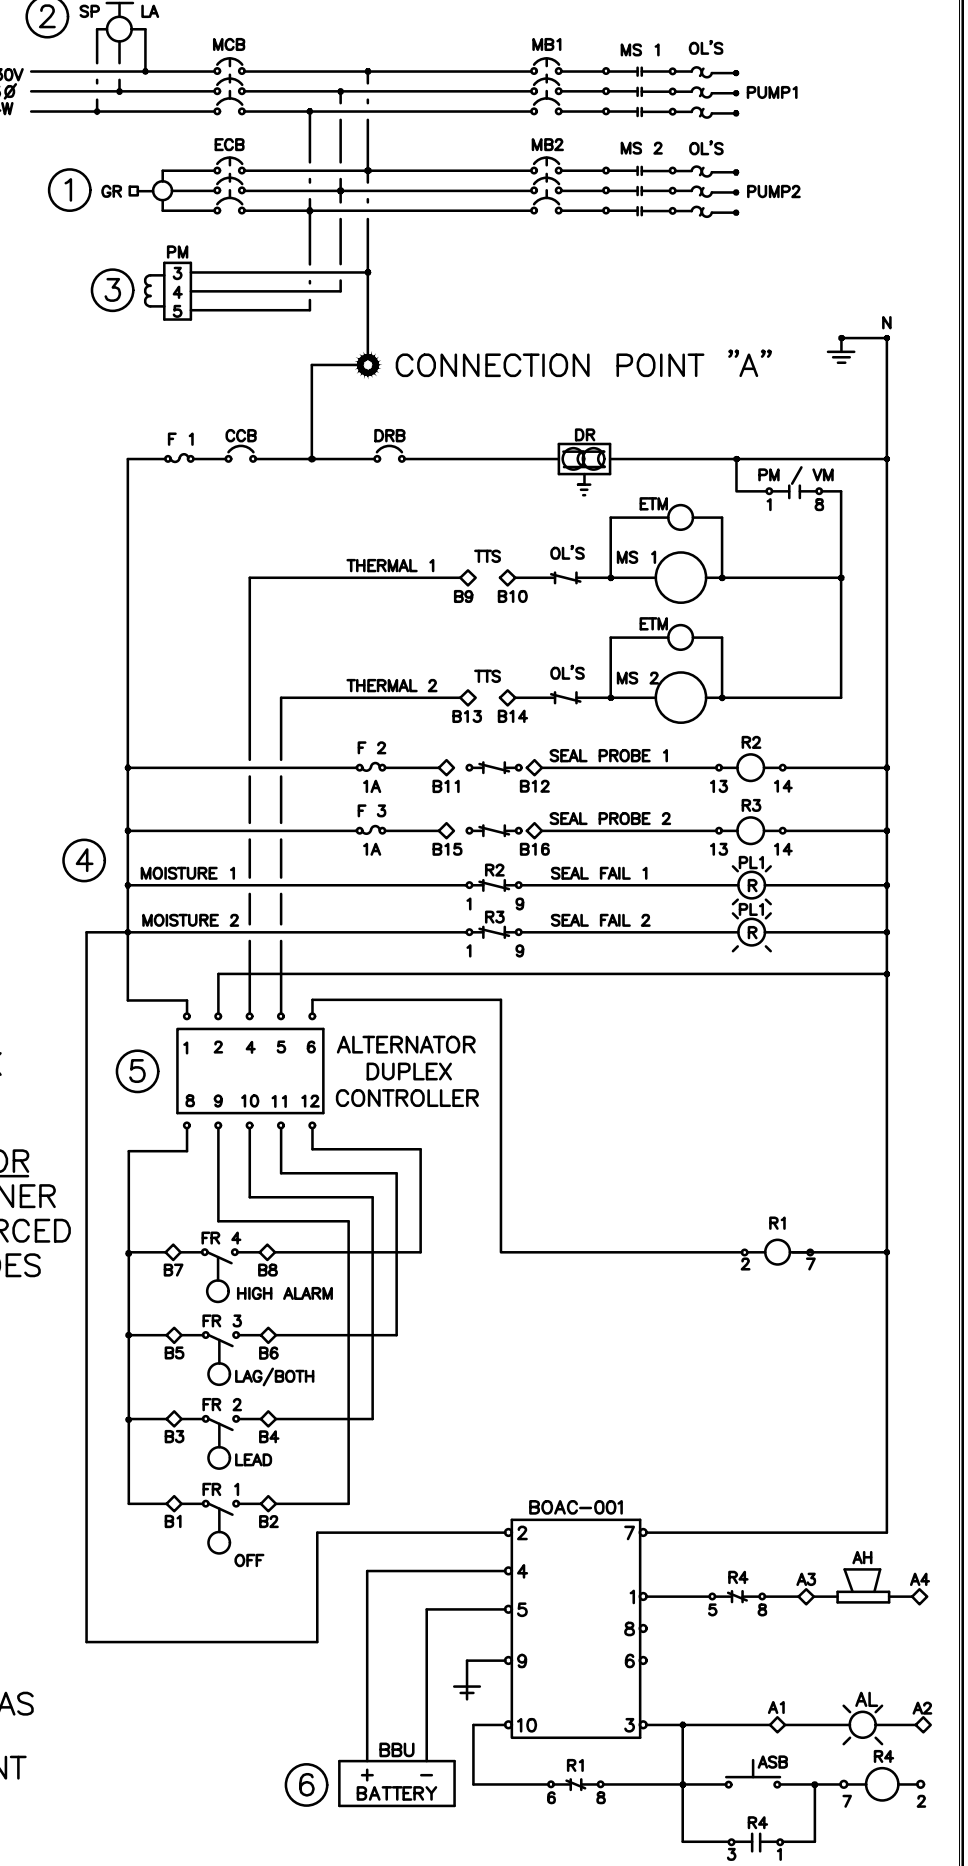 2 SP LA
30V
Ø
W
MCB MB1 MS 1 OL'S
PUMP1
ECB MB2 MS 2 OL'S
1 GR
PUMP2
PM
3
3 4
5
N
CONNECTION POINT "A"
F 1 CCB DRB DR
PM VM
1 8
ETM
THERMAL 1 TTS OL'S MS 1
B9 B10
ETM
THERMAL 2 TTS OL'S MS 2
B13 B14
F 2 SEAL PROBE 1 R2
1A B11 B12 13 14
F 3 SEAL PROBE 2 R3
1A B15 B16 13 14
4
MOISTURE 1 R2 SEAL FAIL 1 PL1
R
1 9
MOISTURE 2 R3 SEAL FAIL 2 PL1
R
1 9
5
1 2 4 5 6
8 9 10 11 12
ALTERNATOR
DUPLEX
CONTROLLER
OR
NER
RCED
DES
FR 4
B7 B8
HIGH ALARM
R1
2 7
FR 3
B5 B6
LAG/BOTH
FR 2
B3 B4
LEAD
FR 1
B1 B2
OFF
BOAC-001
2 7
4
1
5
8
9 6
10 3
R4 A3 AH A4
5 8
AS
NT
A1 AL A2
6 BBU
+ -
BATTERY
R1 ASB R4
6 8 7 2
R4
3 1